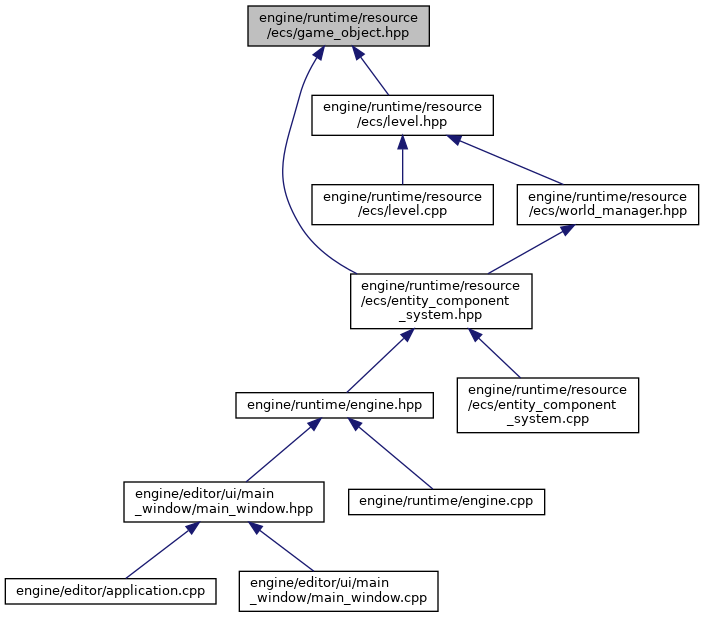 engine/runtime/resource
/ecs/game_object.hpp
engine/runtime/resource
/ecs/level.hpp
engine/runtime/resource
/ecs/level.cpp
engine/runtime/resource
/ecs/world_manager.hpp
engine/runtime/resource
/ecs/entity_component
_system.hpp
engine/runtime/engine.hpp
engine/runtime/resource
/ecs/entity_component
_system.cpp
engine/editor/ui/main
_window/main_window.hpp
engine/runtime/engine.cpp
engine/editor/application.cpp
engine/editor/ui/main
_window/main_window.cpp